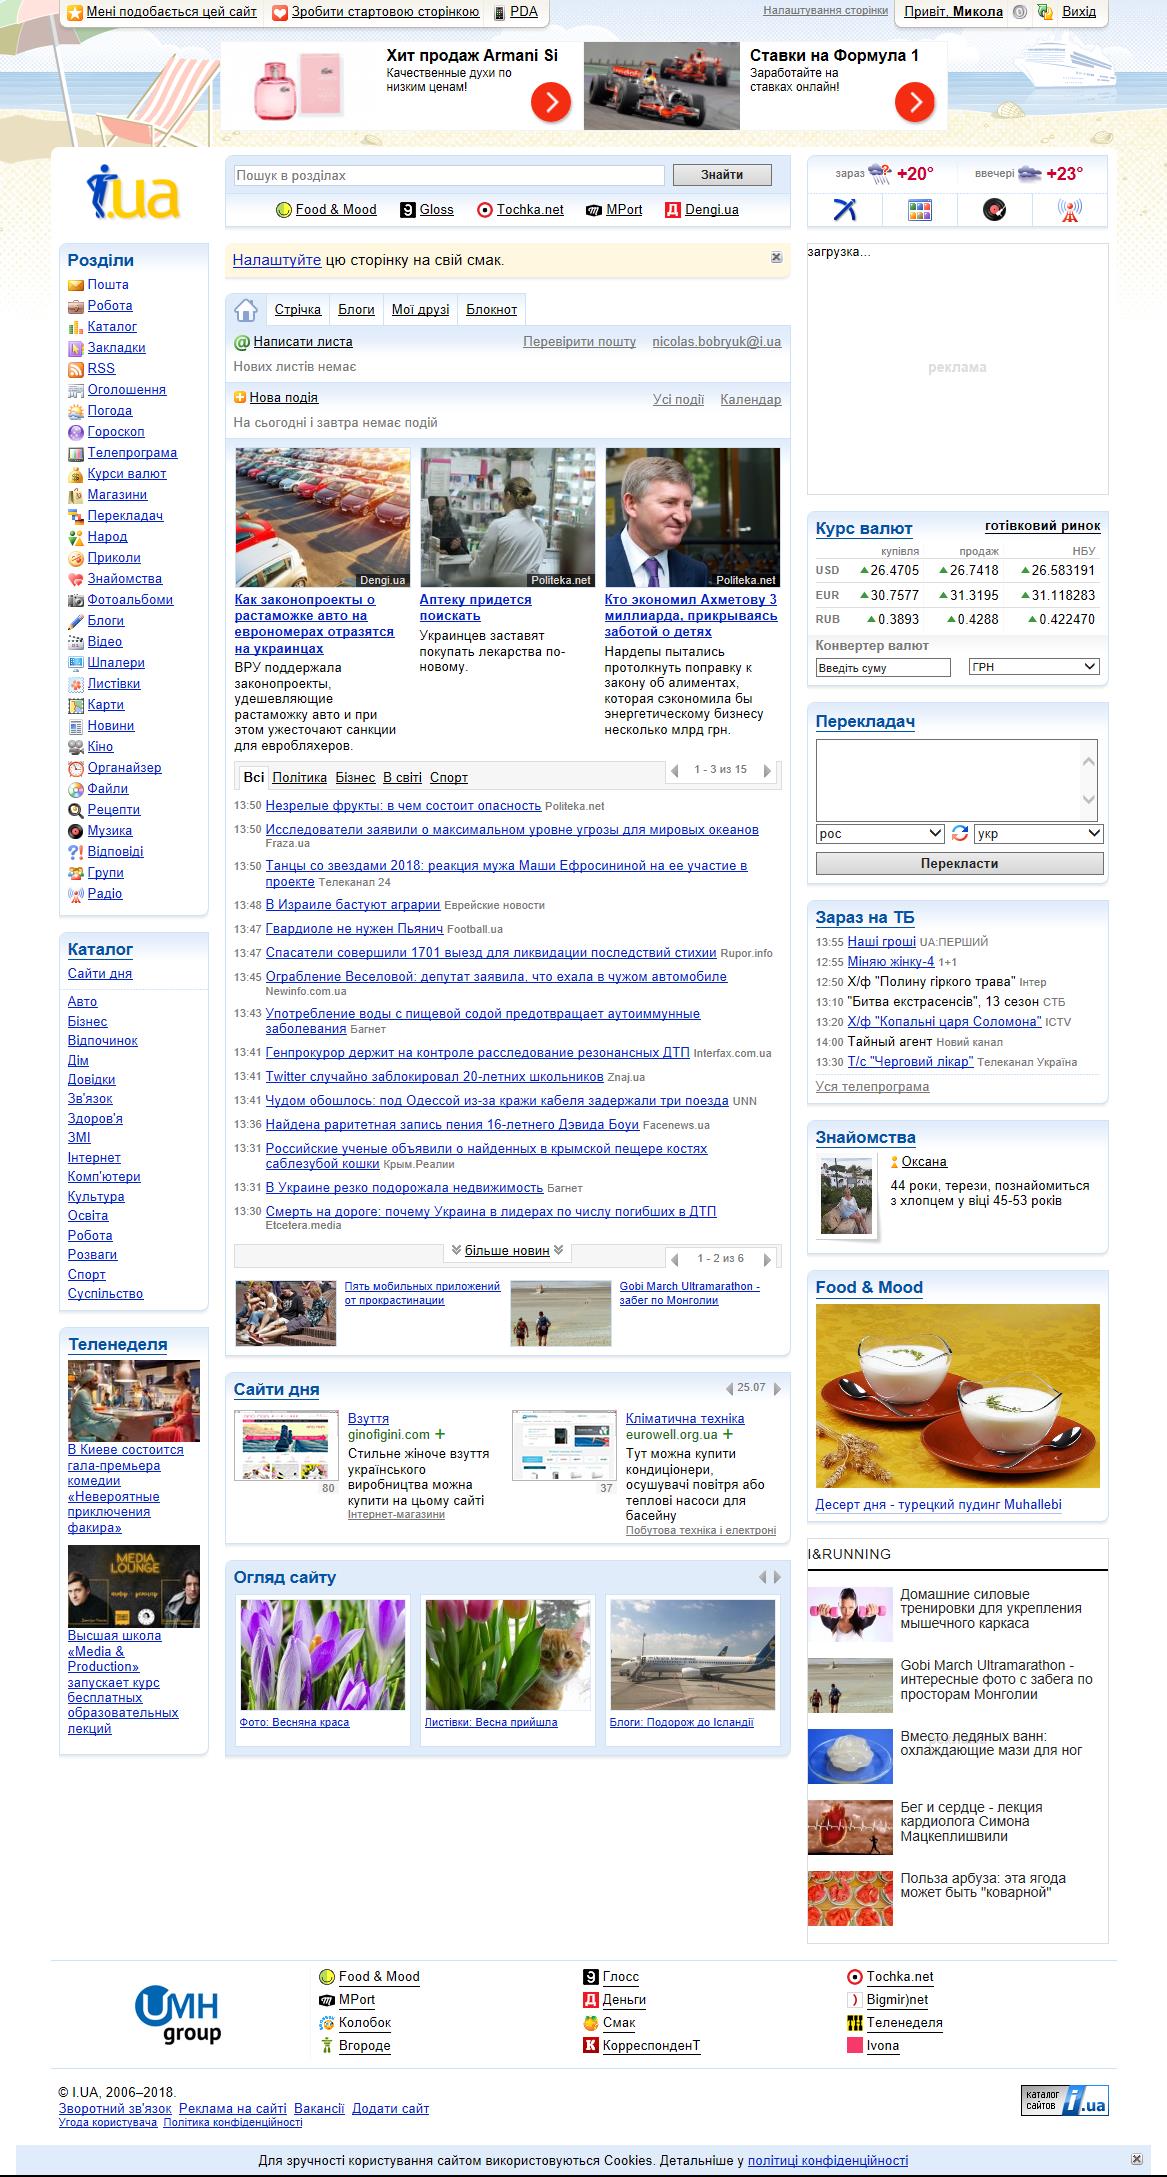 Мені подобається цей сайт
Зробити стартовою сторінкою
PDA
Налаштування сторінки
Привіт, Микола
0
Вихід
Хит продаж Armani Si
Качественные духи по
низким ценам!
Ставки на Формула 1
Заработайте на
ставках онлайн!
i.ua
Пошук в розділах
Знайти
Food & Mood
Gloss
Tochka.net
MPort
Dengi.ua
зараз +20°
ввечері +23°
Розділи
Пошта
Робота
Каталог
Закладки
RSS
Оголошення
Погода
Гороскоп
Телепрограма
Курси валют
Магазини
Перекладач
Народ
Приколи
Знайомства
Фотоальбоми
Блоги
Відео
Шпалери
Листівки
Карти
Новини
Кіно
Органайзер
Файли
Рецепти
Музика
Відповіді
Групи
Радіо
Каталог
Сайти дня
Авто
Бізнес
Відпочинок
Дім
Довідки
Зв'язок
Здоров'я
ЗМІ
Інтернет
Комп'ютери
Культура
Освіта
Робота
Розваги
Спорт
Суспільство
Теленеделя
В Киеве состоится
гала-премьера
комедии
«Невероятные
приключения
факира»
MEDIA
LOUNGE
Высшая школа
«Media &
Production»
запускает курс
бесплатных
образовательных
лекций
Налаштуйте цю сторінку на свій смак.
Стрічка
Блоги
Мої друзі
Блокнот
Написати листа
Перевірити пошту
nicolas.bobryuk@i.ua
Нових листів немає
Нова подія
Усі події
Календар
На сьогодні і завтра немає подій
Dengi.ua
Politeka.net
Politeka.net
Как законопроекты о
растаможке авто на
еврономерах отразятся
на украинцах
ВРУ поддержала
законопроекты,
удешевляющие
растаможку авто и при
этом ужесточают санкции
для евробляхеров.
Аптеку придется
поискать
Украинцев заставят
покупать лекарства по-
новому.
Кто экономил Ахметову 3
миллиарда, прикрываясь
заботой о детях
Нардепы пытались
протолкнуть поправку к
закону об алиментах,
которая сэкономила бы
энергетическому бизнесу
несколько млрд грн.
Всі
Політика
Бізнес
В світі
Спорт
1 - 3 из 15
13:50 Незрелые фрукты: в чем состоит опасность Politeka.net
13:50 Исследователи заявили о максимальном уровне угрозы для мировых океанов
Fraza.ua
13:50 Танцы со звездами 2018: реакция мужа Маши Ефросининой на ее участие в
проекте Телеканал 24
13:48 В Израиле бастуют аграрии Еврейские новости
13:47 Гвардиоле не нужен Пьянич Football.ua
13:47 Спасатели совершили 1701 выезд для ликвидации последствий стихии Rupor.info
13:45 Ограбление Веселовой: депутат заявила, что ехала в чужом автомобиле
Newinfo.com.ua
13:43 Употребление воды с пищевой содой предотвращает аутоиммунные
заболевания Багнет
13:41 Генпрокурор держит на контроле расследование резонансных ДТП Interfax.com.ua
13:41 Twitter случайно заблокировал 20-летних школьников Znaj.ua
13:41 Чудом обошлось: под Одессой из-за кражи кабеля задержали три поезда UNN
13:36 Найдена раритетная запись пения 16-летнего Дэвида Боуи Facenews.ua
13:31 Российские ученые объявили о найденных в крымской пещере костях
саблезубой кошки Крым.Реалии
13:31 В Украине резко подорожала недвижимость Багнет
13:30 Смерть на дороге: почему Украина в лидерах по числу погибших в ДТП
Etcetera.media
більше новин
1 - 2 из 6
Пять мобильных приложений
от прокрастинации
Gobi March Ultramarathon -
забег по Монголии
Сайти дня
25.07
80
Взуття
ginofigini.com +
Стильне жіноче взуття
українського
виробництва можна
купити на цьому сайті
Інтернет-магазини
37
Кліматична техніка
eurowell.org.ua +
Тут можна купити
кондиціонери,
осушувачі повітря або
теплові насоси для
басейну
Побутова техніка і електроні
Огляд сайту
Фото: Весняна краса
Листівки: Весна прийшла
Блоги: Подорож до Ісландії
загрузка...
реклама
Курс валют
готівковий ринок
купівля продаж НБУ
USD 26.4705 26.7418 26.583191
EUR 30.7577 31.3195 31.118283
RUB 0.3893 0.4288 0.422470
Конвертер валют
Введіть суму
ГРН
Перекладач
рос
укр
Перекласти
Зараз на ТБ
13:55 Наші гроші UA:ПЕРШИЙ
12:55 Міняю жінку-4 1+1
12:50 Х/ф "Полину гіркого трава" Інтер
13:10 "Битва екстрасенсів", 13 сезон СТБ
13:20 Х/ф "Копальні царя Соломона" ICTV
14:00 Тайный агент Новий канал
13:30 Т/с "Черговий лікар" Телеканал Україна
Уся телепрограма
Знайомства
Оксана
44 роки, терези, познайомиться
з хлопцем у віці 45-53 років
Food & Mood
Десерт дня - турецкий пудинг Muhallebi
I&RUNNING
Домашние силовые
тренировки для укрепления
мышечного каркаса
Gobi March Ultramarathon -
интересные фото с забега по
просторам Монголии
Вместо ледяных ванн:
охлаждающие мази для ног
Бег и сердце - лекция
кардиолога Симона
Мацкеплишвили
Польза арбуза: эта ягода
может быть "коварной"
UMH
group
Food & Mood
MPort
Колобок
Вгороде
Глосс
Деньги
Смак
КорреспонденТ
Tochka.net
Bigmir)net
Теленеделя
Ivona
© I.UA, 2006–2018.
Зворотний зв'язок Реклама на сайті Вакансії Додати сайт
Угода користувача Політика конфіденційності
каталог
сайтов
i.ua
Для зручності користування сайтом використовуються Cookies. Детальніше у політиці конфіденційності